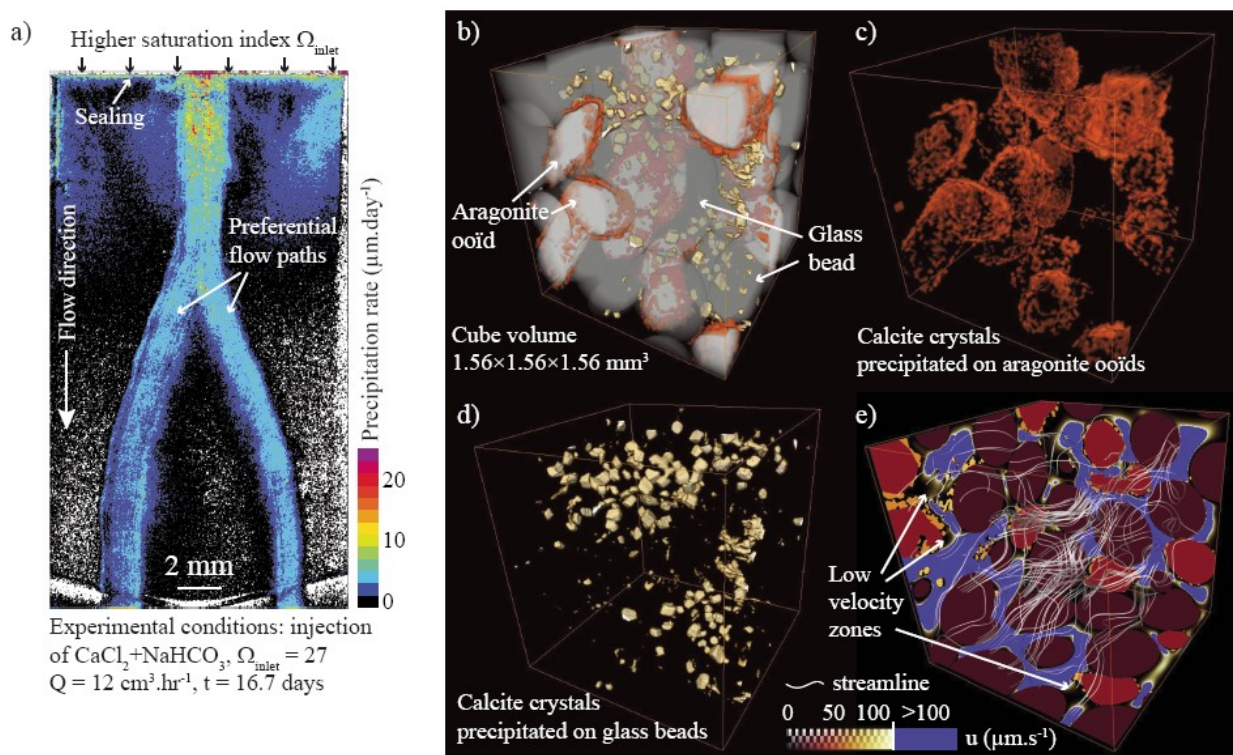 a)
Higher saturation index Ωinlet
Sealing
Preferential
flow paths
Flow direction
Precipitation rate (µm.day-1)
20
10
0
2 mm
Experimental conditions: injection
of CaCl2+NaHCO3, Ωinlet = 27
Q = 12 cm3.hr-1, t = 16.7 days
b)
Aragonite
ooïd
Glass
bead
Cube volume
1.56×1.56×1.56 mm3
c)
Calcite crystals
precipitated on aragonite ooïds
d)
Calcite crystals
precipitated on glass beads
e)
Low
velocity
zones
streamline
0 50 >100
u (µm.s-1)